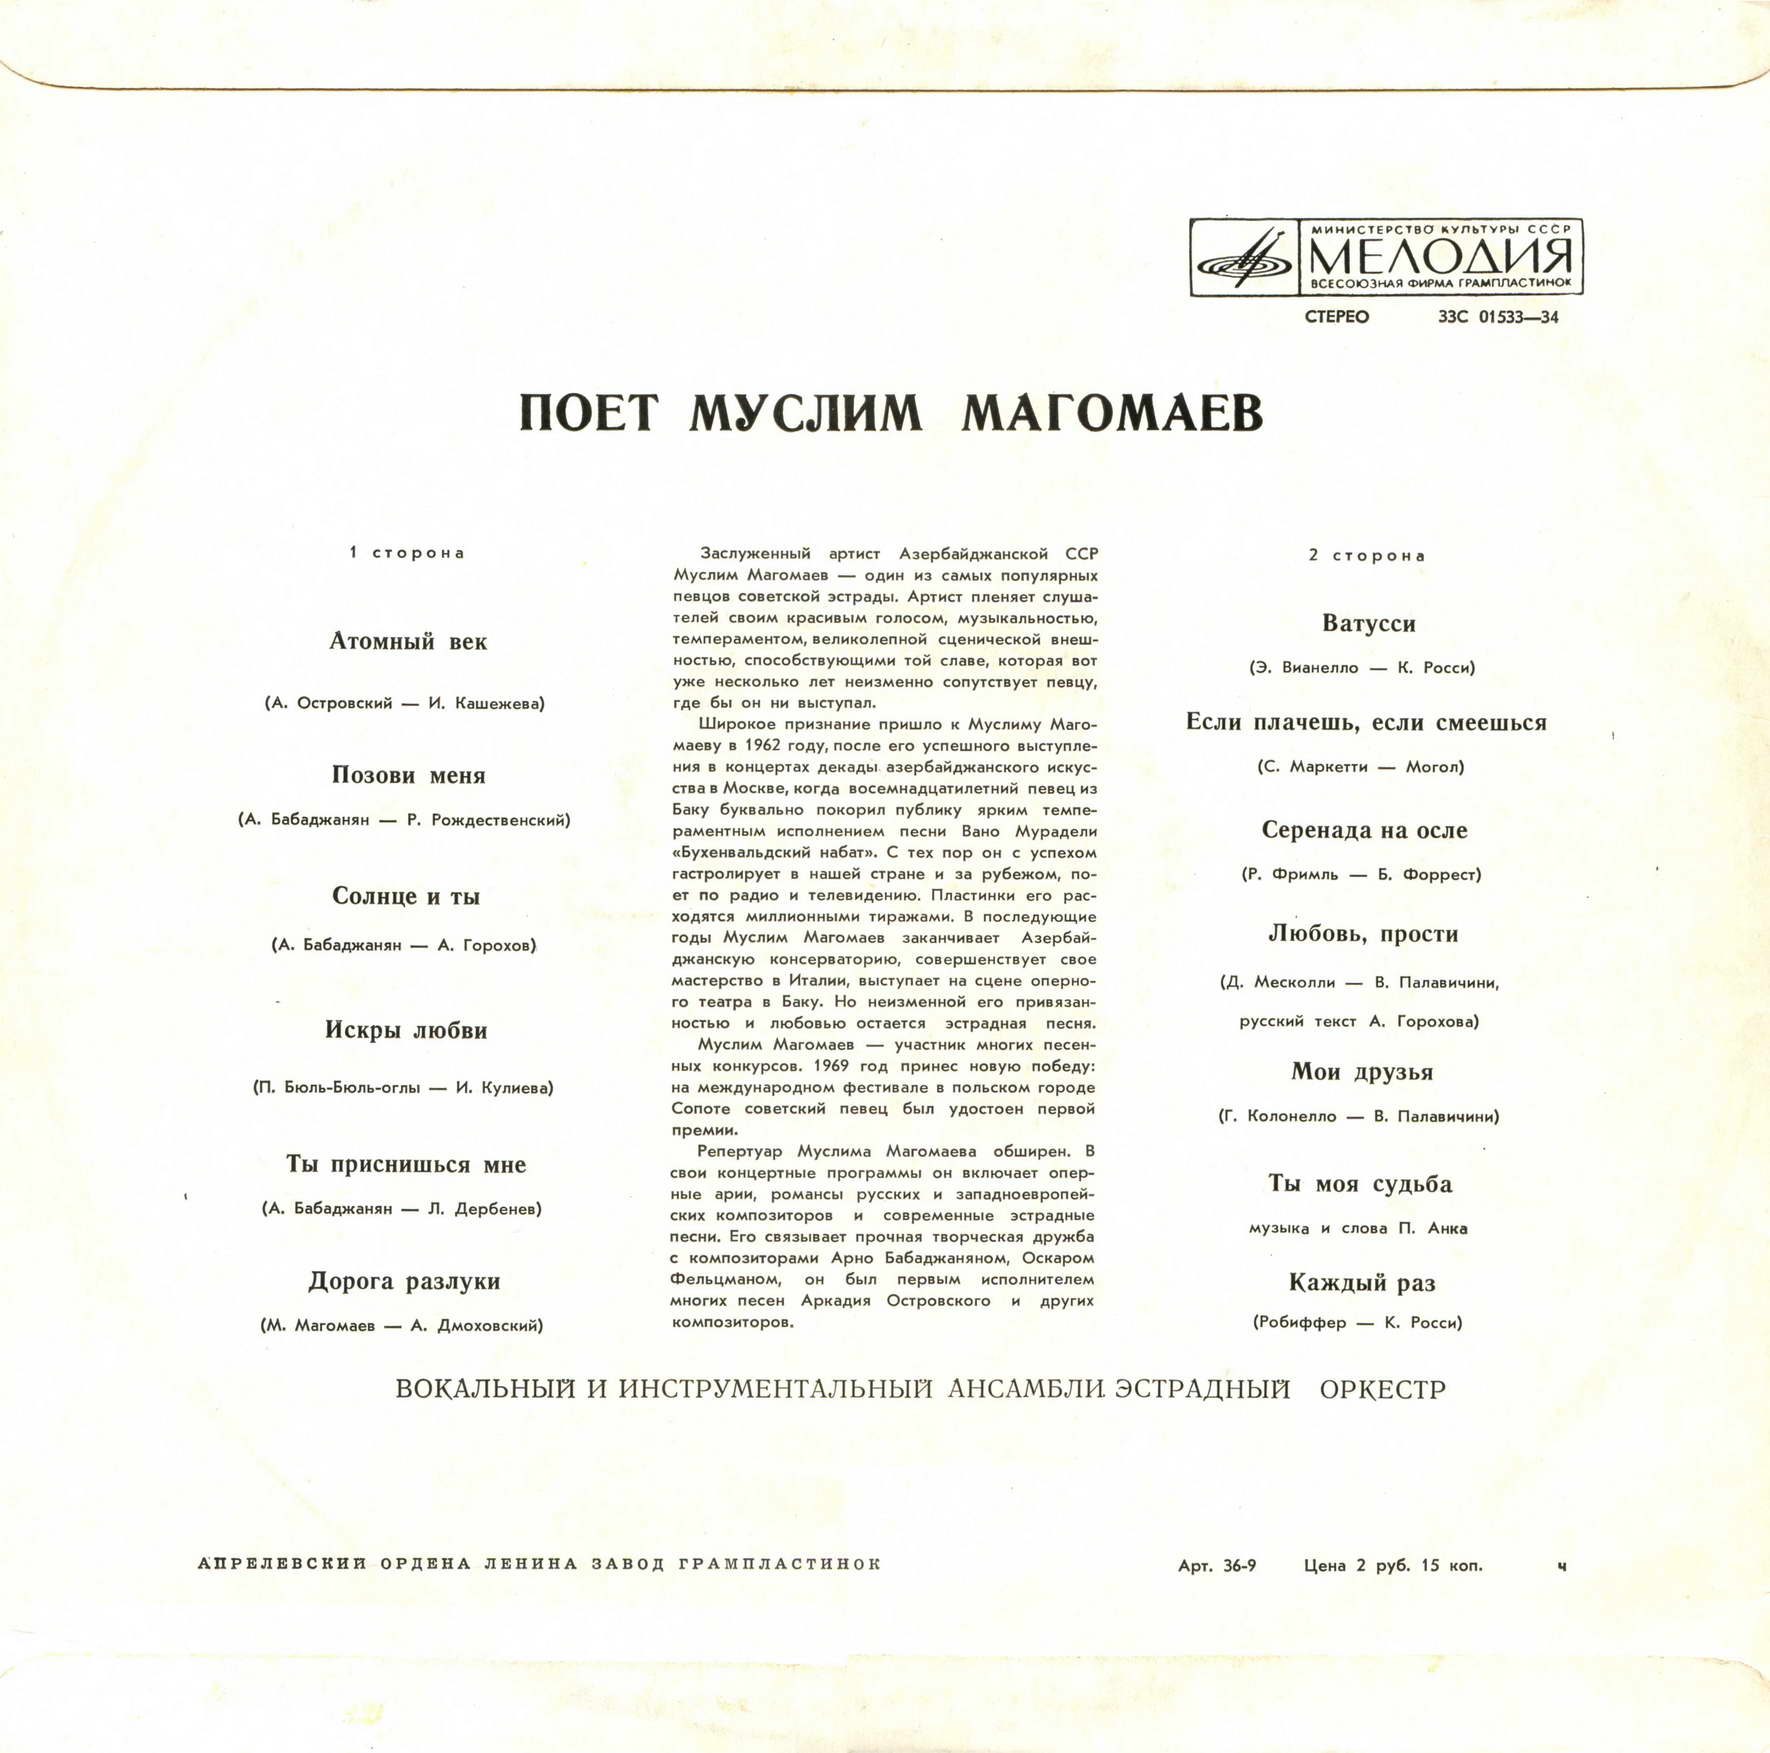 МИНИСТЕРСТВО КУЛЬТУРЫ СССР
МЕЛОДИЯ
ВСЕСОЮЗНАЯ ФИРМА ГРАМПЛАСТИНОК
СТЕРЕО 33С 01533—34
ПОЕТ МУСЛИМ МАГОМАЕВ
1 сторона
Атомный век
(А. Островский — И. Кашежева)
Позови меня
(А. Бабаджанян — Р. Рождественский)
Солнце и ты
(А. Бабаджанян — А. Горохов)
Искры любви
(П. Бюль-Бюль-оглы — И. Кулиева)
Ты приснишься мне
(А. Бабаджанян — Л. Дербенев)
Дорога разлуки
(М. Магомаев — А. Дмоховский)
Заслуженный артист Азербайджанской ССР
Муслим Магомаев — один из самых популярных
певцов советской эстрады. Артист пленяет слуша-
телей своим красивым голосом, музыкальностью,
темпераментом, великолепной сценической внеш-
ностью, способствующими той славе, которая вот
уже несколько лет неизменно сопутствует певцу,
где бы он ни выступал.
Широкое признание пришло к Муслиму Маго-
маеву в 1962 году, после его успешного выступле-
ния в концертах декады азербайджанского искус-
ства в Москве, когда восемнадцатилетний певец из
Баку буквально покорил публику ярким темпе-
раментным исполнением песни Вано Мурадели
«Бухенвальдский набат». С тех пор он с успехом
гастролирует в нашей стране и за рубежом, по-
ет по радио и телевидению. Пластинки его рас-
ходятся миллионными тиражами. В последующие
годы Муслим Магомаев заканчивает Азербай-
джанскую консерваторию, совершенствует свое
мастерство в Италии, выступает на сцене оперно-
го театра в Баку. Но неизменной его привязан-
ностью и любовью остается эстрадная песня.
Муслим Магомаев — участник многих песен-
ных конкурсов. 1969 год принес новую победу:
на международном фестивале в польском городе
Сопоте советский певец был удостоен первой
премии.
Репертуар Муслима Магомаева обширен. В
свои концертные программы он включает опер-
ные арии, романсы русских и западноевропей-
ских композиторов и современные эстрадные
песни. Его связывает прочная творческая дружба
с композиторами Арно Бабаджаняном, Оскаром
Фельцманом, он был первым исполнителем
многих песен Аркадия Островского и других
композиторов.
2 сторона
Ватусси
(Э. Вианелло — К. Росси)
Если плачешь, если смеешься
(С. Маркетти — Могол)
Серенада на осле
(Р. Фримль — Б. Форрест)
Любовь, прости
(Д. Месколли — В. Палавичини,
русский текст А. Горохова)
Мои друзья
(Г. Колонелло — В. Палавичини)
Ты моя судьба
музыка и слова П. Анка
Каждый раз
(Робиффер — К. Росси)
ВОКАЛЬНЫЙ И ИНСТРУМЕНТАЛЬНЫЙ АНСАМБЛИ. ЭСТРАДНЫЙ ОРКЕСТР
АПРЕЛЕВСКИЙ ОРДЕНА ЛЕНИНА ЗАВОД ГРАМПЛАСТИНОК
Арт. 36-9 Цена 2 руб. 15 коп. ч